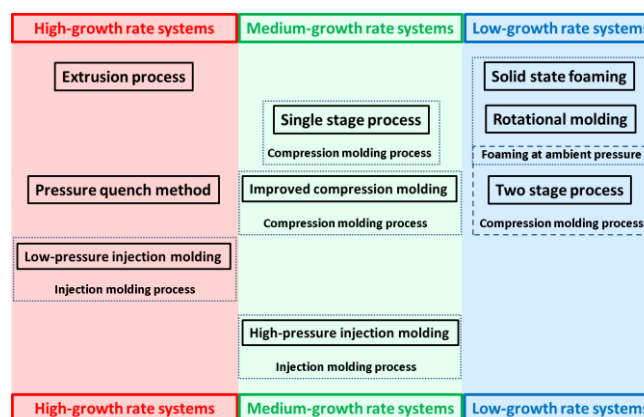 High-growth rate systems
Medium-growth rate systems
Low-growth rate systems
Extrusion process
Pressure quench method
Low-pressure injection molding
Injection molding process
Single stage process
Compression molding process
Improved compression molding
Compression molding process
High-pressure injection molding
Injection molding process
Solid state foaming
Rotational molding
Foaming at ambient pressure
Two stage process
Compression molding process
High-growth rate systems
Medium-growth rate systems
Low-growth rate systems